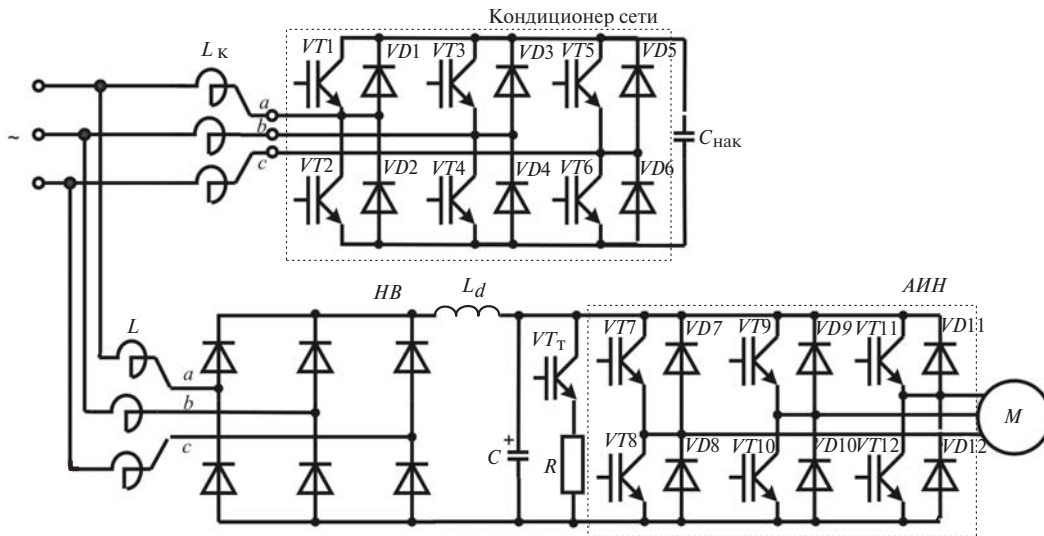 Кондиционер сети
L к
VT1 VD1 VT3 VD3 VT5 VD5
a
~
b
c
C нак
VT2 VD2 VT4 VD4 VT6 VD6
НВ
L d
АИН
L
VT т
VT7 VD7 VT9 VD9 VT11 VD11
a
b
c
M
+
C
R
VT8 VD8 VT10 VD10 VT12 VD12